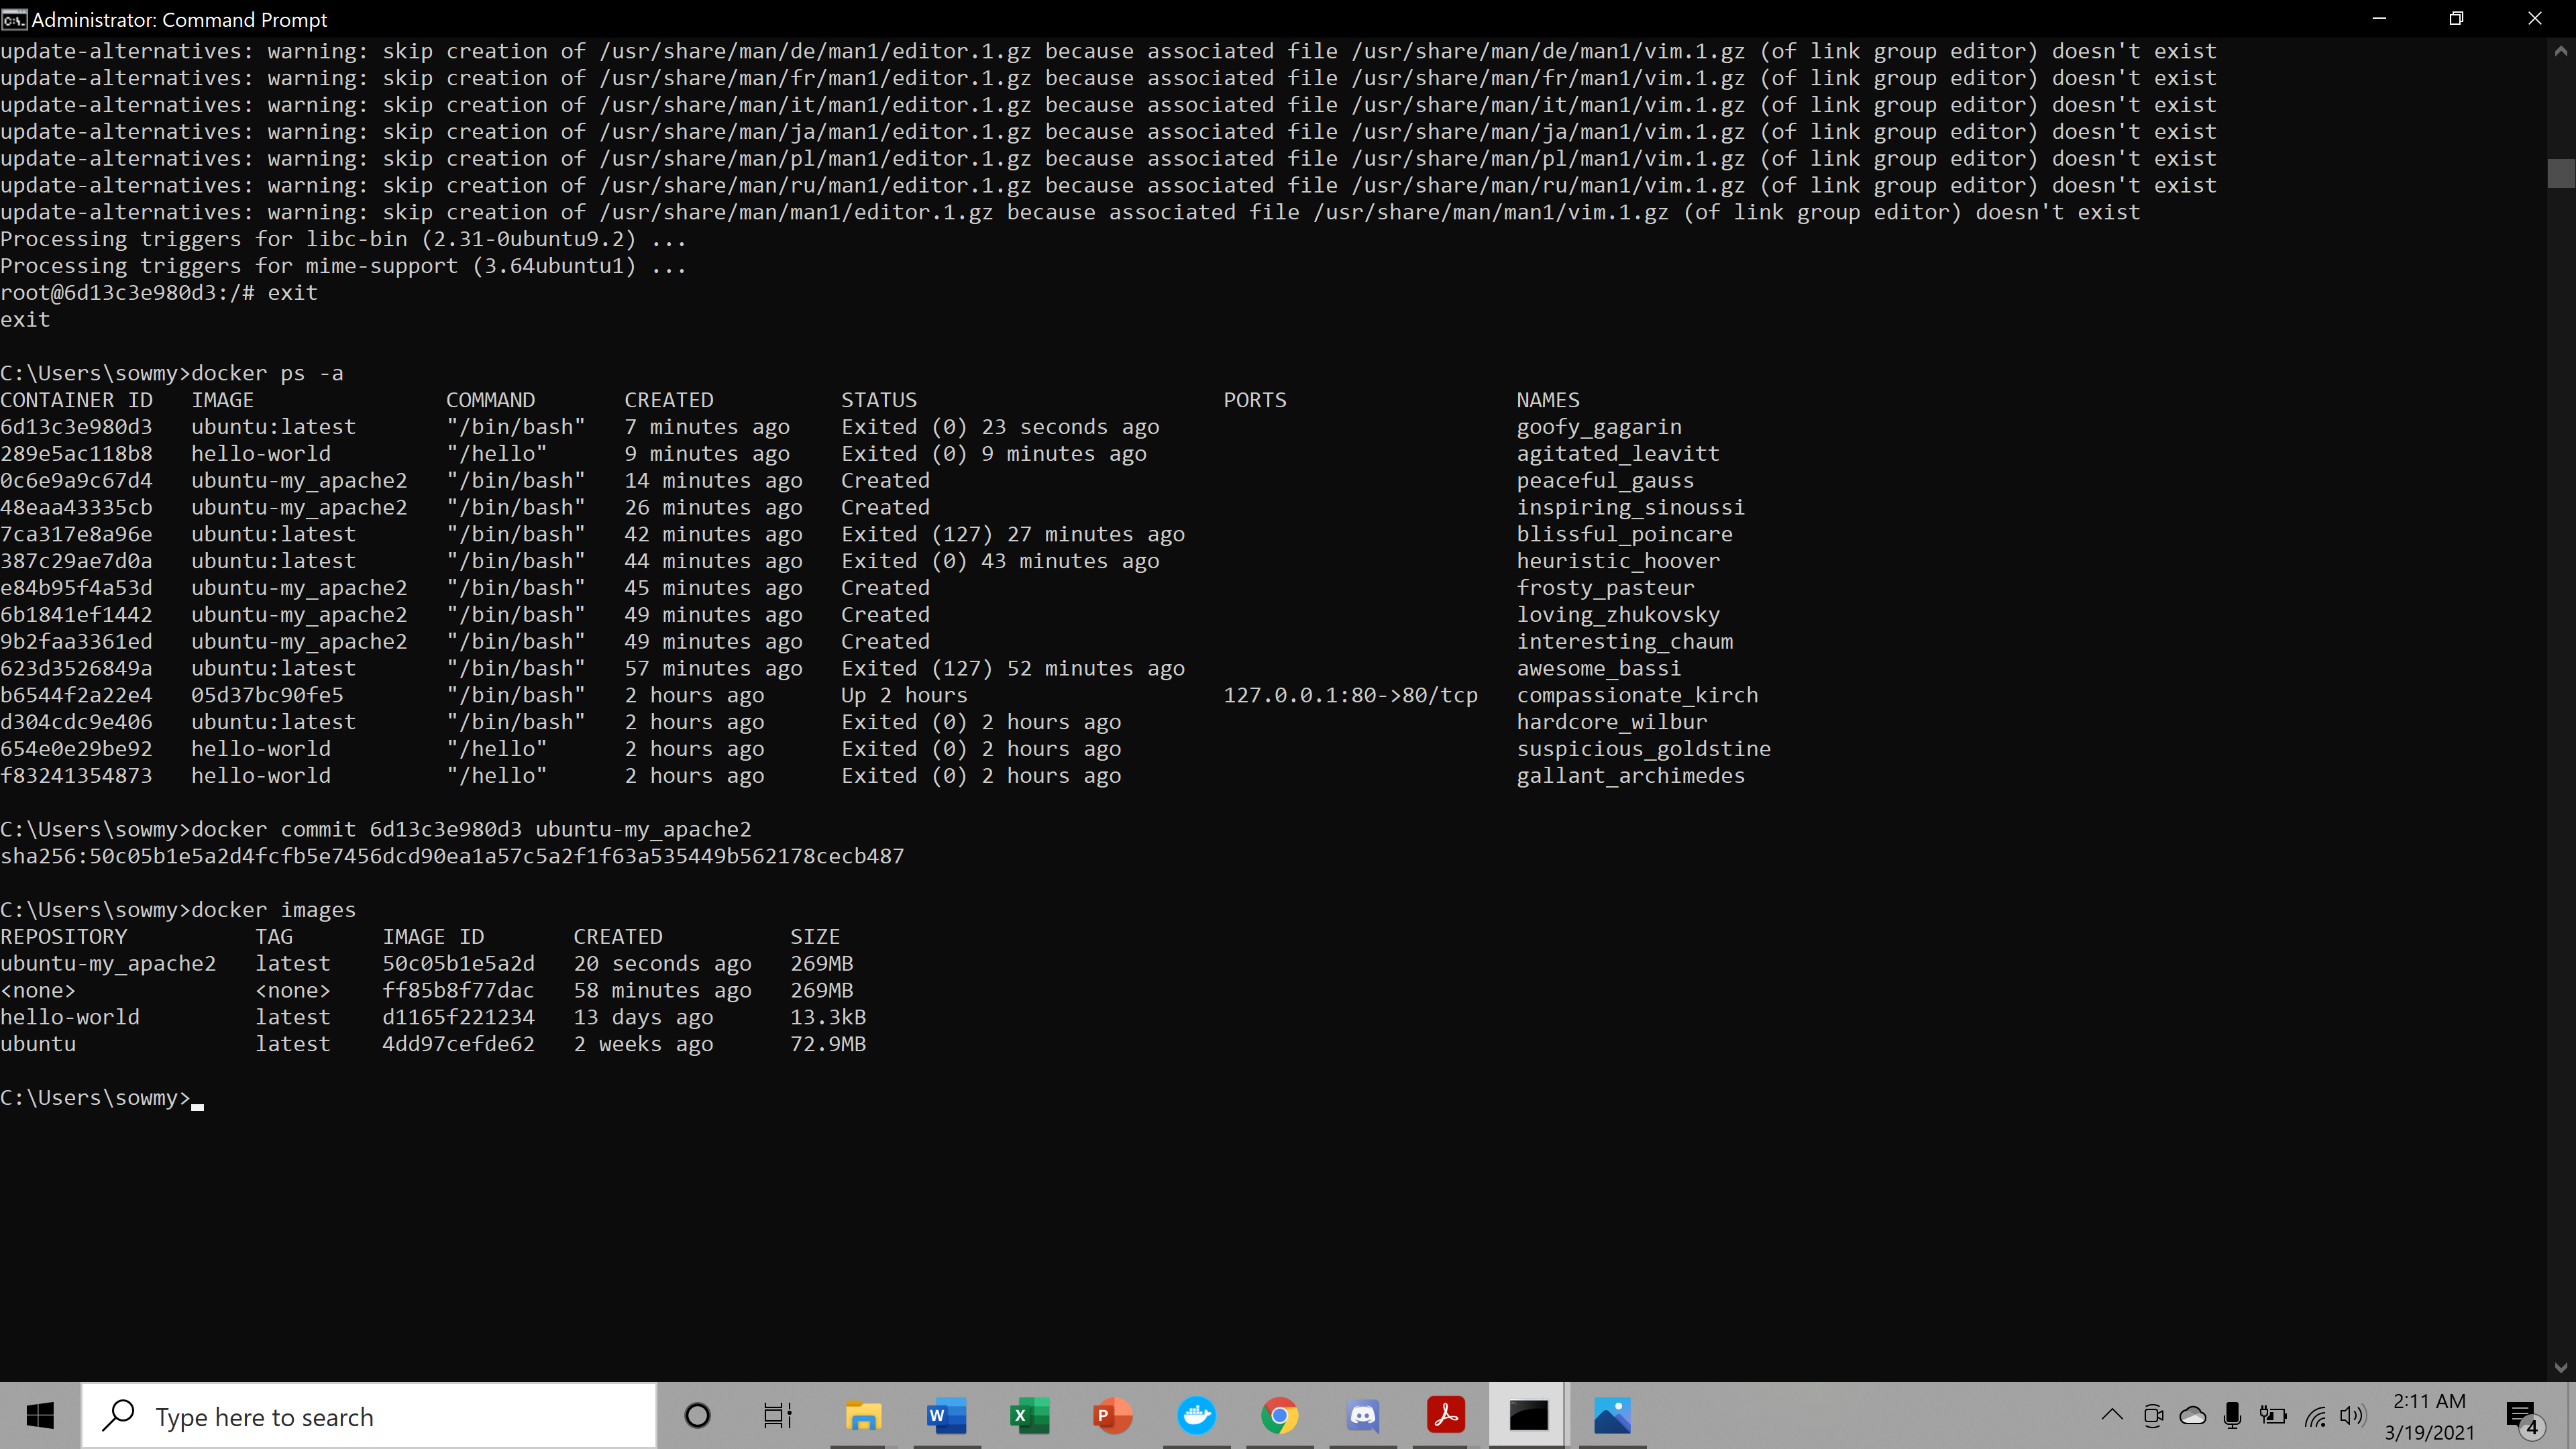 Administrator: Command Prompt
update-alternatives: warning: skip creation of /usr/share/man/de/man1/editor.1.gz because associated file /usr/share/man/de/man1/vim.1.gz (of link group editor) doesn't exist
update-alternatives: warning: skip creation of /usr/share/man/fr/man1/editor.1.gz because associated file /usr/share/man/fr/man1/vim.1.gz (of link group editor) doesn't exist
update-alternatives: warning: skip creation of /usr/share/man/it/man1/editor.1.gz because associated file /usr/share/man/it/man1/vim.1.gz (of link group editor) doesn't exist
update-alternatives: warning: skip creation of /usr/share/man/ja/man1/editor.1.gz because associated file /usr/share/man/ja/man1/vim.1.gz (of link group editor) doesn't exist
update-alternatives: warning: skip creation of /usr/share/man/pl/man1/editor.1.gz because associated file /usr/share/man/pl/man1/vim.1.gz (of link group editor) doesn't exist
update-alternatives: warning: skip creation of /usr/share/man/ru/man1/editor.1.gz because associated file /usr/share/man/ru/man1/vim.1.gz (of link group editor) doesn't exist
update-alternatives: warning: skip creation of /usr/share/man/man1/editor.1.gz because associated file /usr/share/man/man1/vim.1.gz (of link group editor) doesn't exist
Processing triggers for libc-bin (2.31-0ubuntu9.2) ...
Processing triggers for mime-support (3.64ubuntu1) ...
root@6d13c3e980d3:/# exit
exit
C:\Users\sowmy>docker ps -a
CONTAINER ID   IMAGE               COMMAND       CREATED          STATUS                        PORTS                  NAMES
6d13c3e980d3   ubuntu:latest       "/bin/bash"   7 minutes ago    Exited (0) 23 seconds ago                            goofy_gagarin
289e5ac118b8   hello-world         "/hello"      9 minutes ago    Exited (0) 9 minutes ago                             agitated_leavitt
0c6e9a9c67d4   ubuntu-my_apache2   "/bin/bash"   14 minutes ago   Created                                              peaceful_gauss
48eaa43335cb   ubuntu-my_apache2   "/bin/bash"   26 minutes ago   Created                                              inspiring_sinoussi
7ca317e8a96e   ubuntu:latest       "/bin/bash"   42 minutes ago   Exited (127) 27 minutes ago                          blissful_poincare
387c29ae7d0a   ubuntu:latest       "/bin/bash"   44 minutes ago   Exited (0) 43 minutes ago                            heuristic_hoover
e84b95f4a53d   ubuntu-my_apache2   "/bin/bash"   45 minutes ago   Created                                              frosty_pasteur
6b1841ef1442   ubuntu-my_apache2   "/bin/bash"   49 minutes ago   Created                                              loving_zhukovsky
9b2faa3361ed   ubuntu-my_apache2   "/bin/bash"   49 minutes ago   Created                                              interesting_chaum
623d3526849a   ubuntu:latest       "/bin/bash"   57 minutes ago   Exited (127) 52 minutes ago                          awesome_bassi
b6544f2a22e4   05d37bc90fe5        "/bin/bash"   2 hours ago      Up 2 hours                    127.0.0.1:80->80/tcp   compassionate_kirch
d304cdc9e406   ubuntu:latest       "/bin/bash"   2 hours ago      Exited (0) 2 hours ago                               hardcore_wilbur
654e0e29be92   hello-world         "/hello"      2 hours ago      Exited (0) 2 hours ago                               suspicious_goldstine
f83241354873   hello-world         "/hello"      2 hours ago      Exited (0) 2 hours ago                               gallant_archimedes
C:\Users\sowmy>docker commit 6d13c3e980d3 ubuntu-my_apache2
sha256:50c05b1e5a2d4fcfb5e7456dcd90ea1a57c5a2f1f63a535449b562178cecb487
C:\Users\sowmy>docker images
REPOSITORY          TAG       IMAGE ID       CREATED          SIZE
ubuntu-my_apache2   latest    50c05b1e5a2d   20 seconds ago   269MB
<none>              <none>    ff85b8f77dac   58 minutes ago   269MB
hello-world         latest    d1165f221234   13 days ago      13.3kB
ubuntu              latest    4dd97cefde62   2 weeks ago      72.9MB
C:\Users\sowmy>
Type here to search
2:11 AM
3/19/2021
4